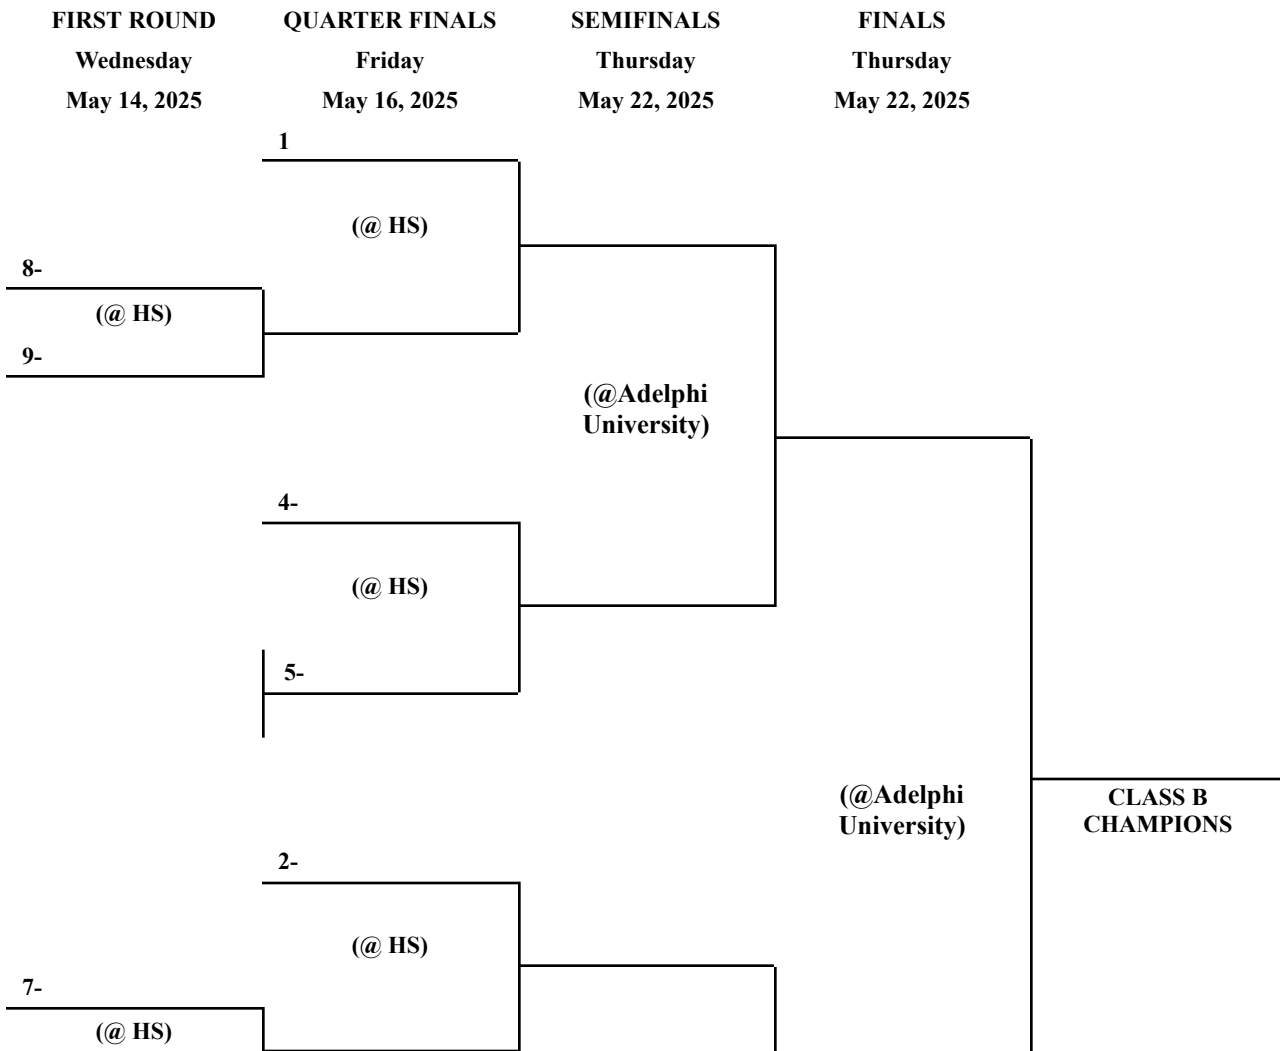 FIRST ROUND QUARTER FINALS SEMIFINALS FINALS
Wednesday Friday Thursday Thursday
May 14, 2025 May 16, 2025 May 22, 2025 May 22, 2025
1
(@ HS)
8-
(@ HS)
9-
(@Adelphi
University)
4-
(@ HS)
5-
(@Adelphi
University)
CLASS B
CHAMPIONS
2-
(@ HS)
7-
(@ HS)